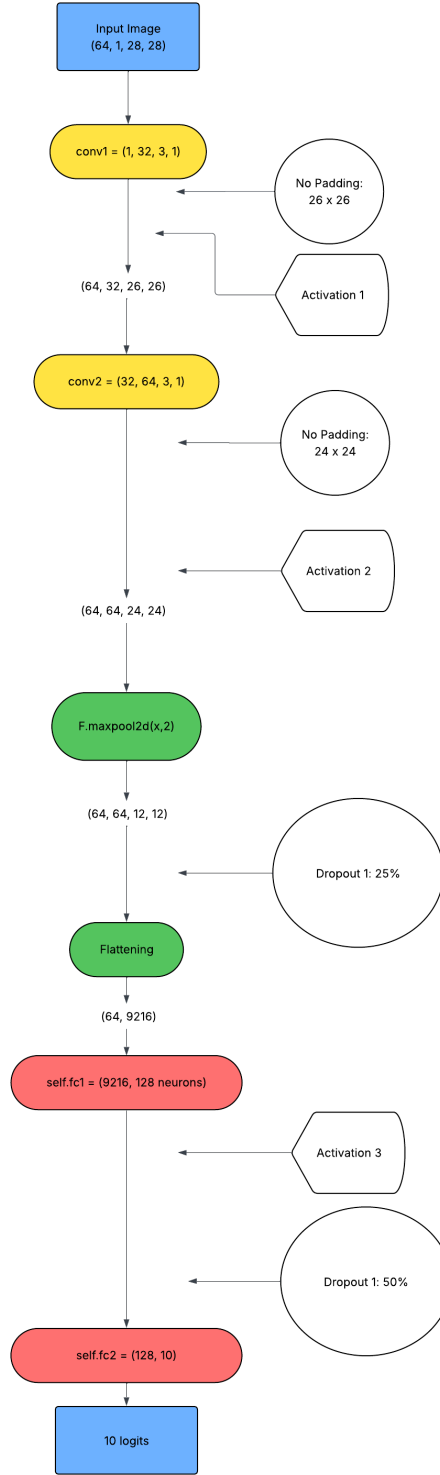 Input Image
(64, 1, 28, 28)
conv1 = (1, 32, 3, 1)
No Padding:
26 x 26
Activation 1
(64, 32, 26, 26)
conv2 = (32, 64, 3, 1)
No Padding:
24 x 24
Activation 2
(64, 64, 24, 24)
F.maxpool2d(x,2)
(64, 64, 12, 12)
Dropout 1: 25%
Flattening
(64, 9216)
self.fc1 = (9216, 128 neurons)
Activation 3
Dropout 1: 50%
self.fc2 = (128, 10)
10 logits